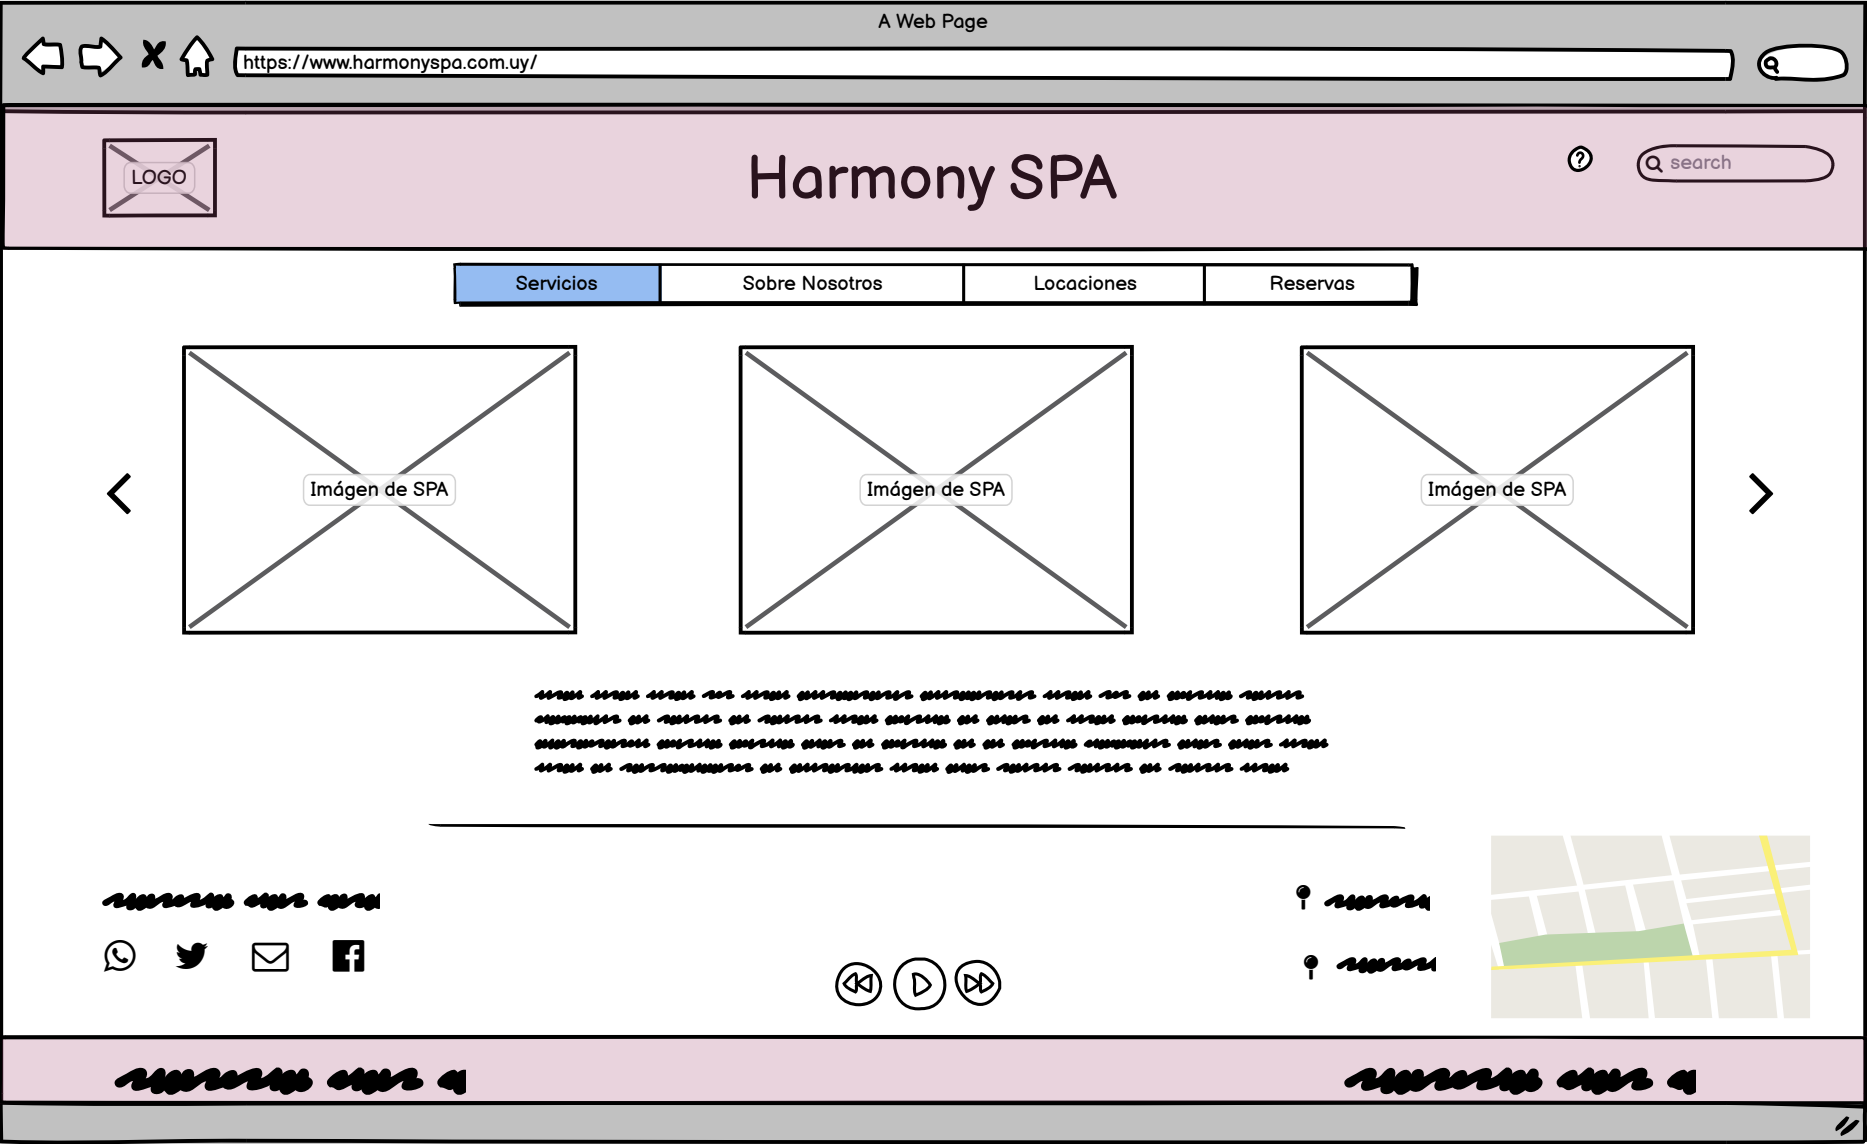 A Web Page
https://www.harmonyspa.com.uy/
LOGO
Harmony SPA
?
search
Servicios
Sobre Nosotros
Locaciones
Reservas
Imágen de SPA
Imágen de SPA
Imágen de SPA